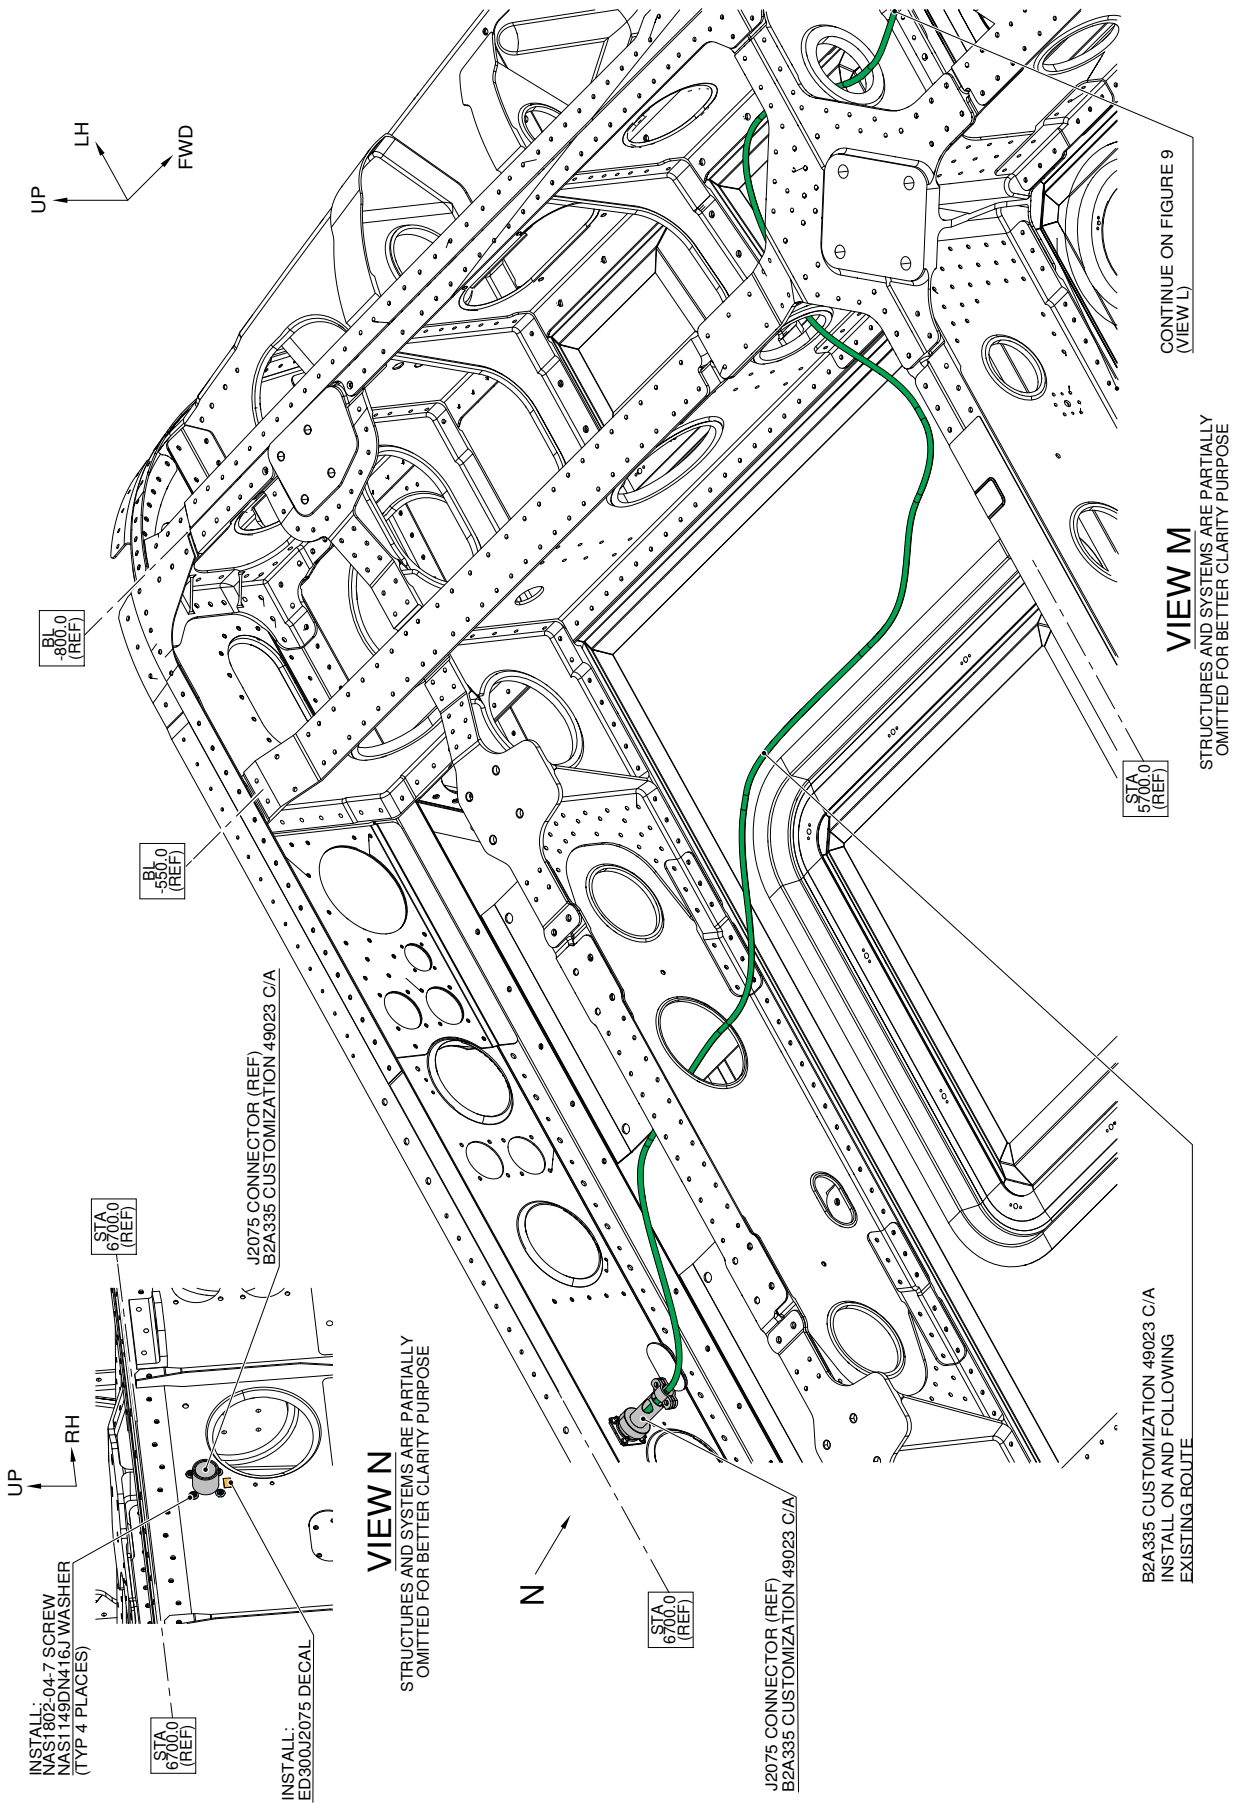 INSTALL:
NAS1802-04-7 SCREW
NAS1149DN416J WASHER
(TYP 4 PLACES)
UP
RH
STA
6700.0
(REF)
STA
6700.0
(REF)
INSTALL:
ED300J2075 DECAL
J2075 CONNECTOR (REF)
B2A335 CUSTOMIZATION 49023 C/A
VIEW N
STRUCTURES AND SYSTEMS ARE PARTIALLY
OMITTED FOR BETTER CLARITY PURPOSE
UP
LH
FWD
BL
-800.0
(REF)
BL
-550.0
(REF)
N
STA
6700.0
(REF)
J2075 CONNECTOR (REF)
B2A335 CUSTOMIZATION 49023 C/A
B2A335 CUSTOMIZATION 49023 C/A
INSTALL ON AND FOLLOWING
EXISTING ROUTE
STA
5700.0
(REF)
CONTINUE ON FIGURE 9
(VIEW L)
VIEW M
STRUCTURES AND SYSTEMS ARE PARTIALLY
OMITTED FOR BETTER CLARITY PURPOSE